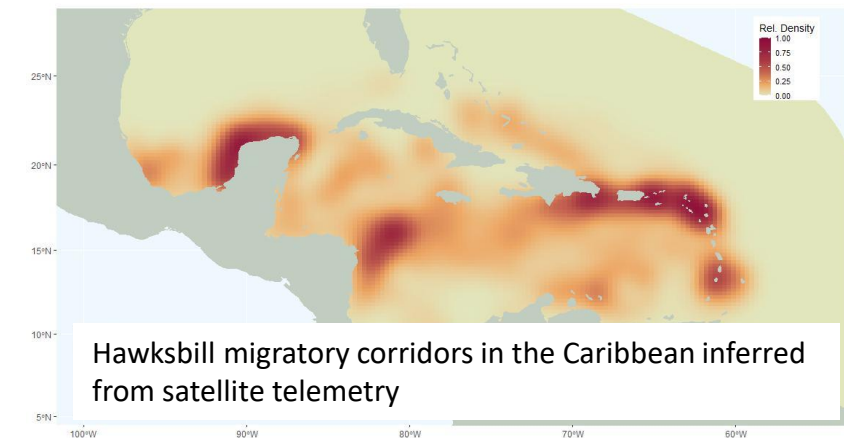 Rel. Density
1.00
0.75
0.50
0.25
0.00
25°N
20°N
15°N
10°N
5°N
Hawksbill migratory corridors in the Caribbean inferred
from satellite telemetry
100°W
90°W
80°W
70°W
60°W